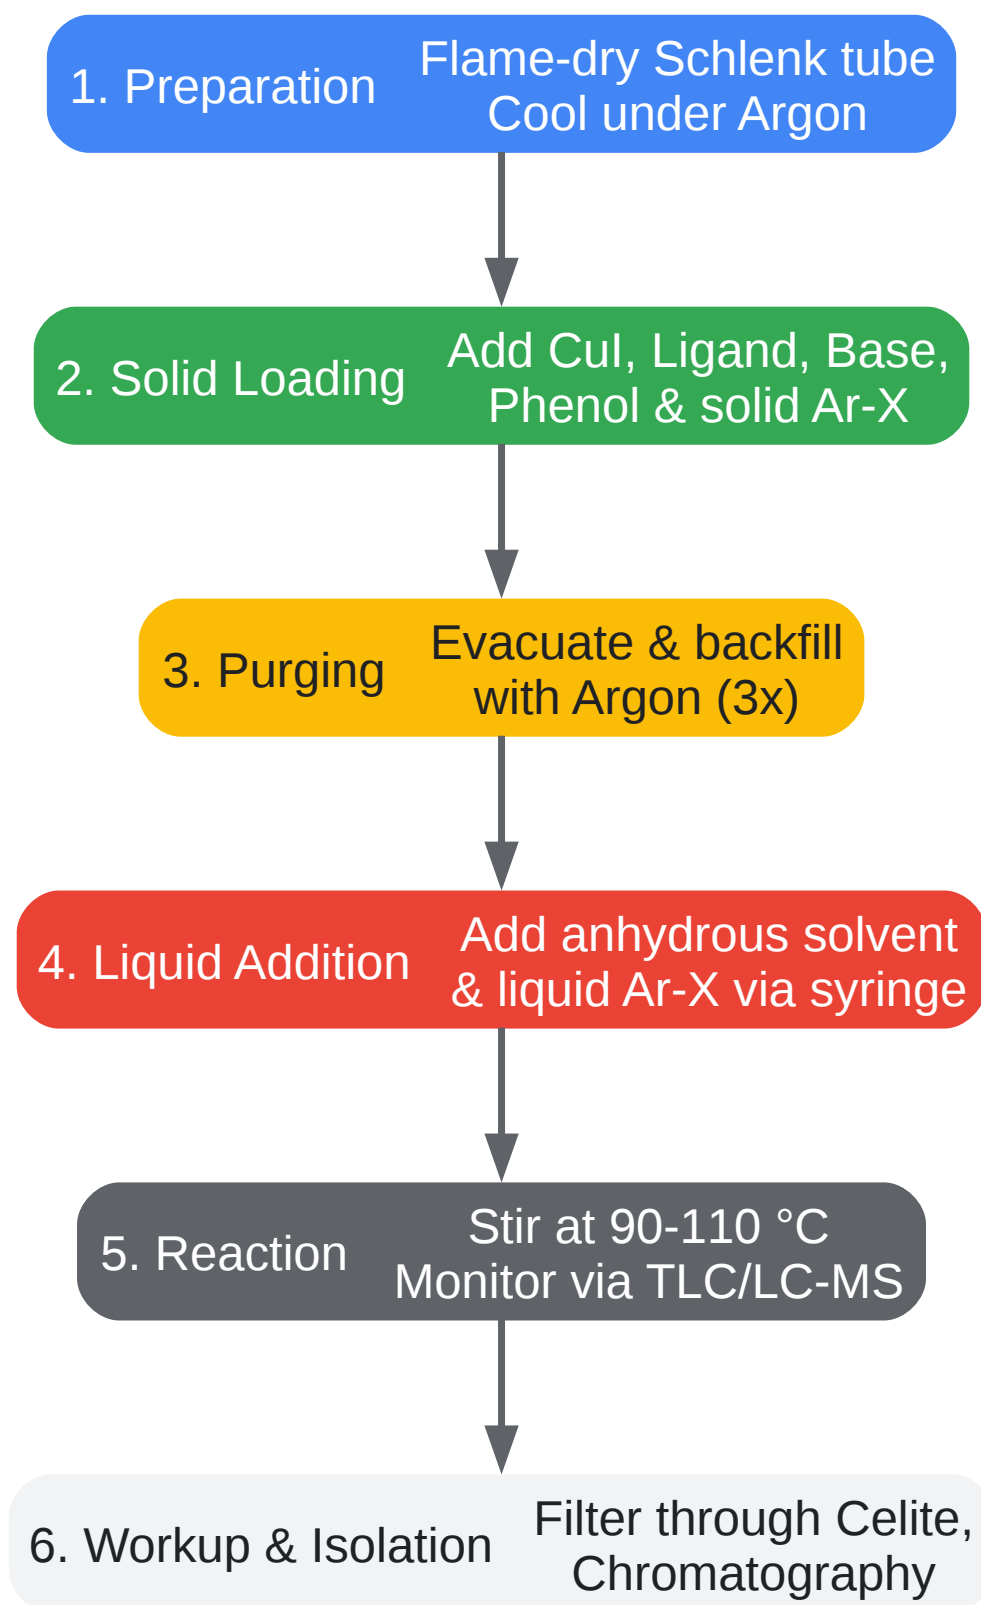 1. Preparation
Flame-dry Schlenk tube
Cool under Argon
2. Solid Loading
Add CuI, Ligand, Base,
Phenol & solid Ar-X
3. Purging
Evacuate & backfill
with Argon (3x)
4. Liquid Addition
Add anhydrous solvent
& liquid Ar-X via syringe
5. Reaction
Stir at 90-110 °C
Monitor via TLC/LC-MS
6. Workup & Isolation
Filter through Celite,
Chromatography